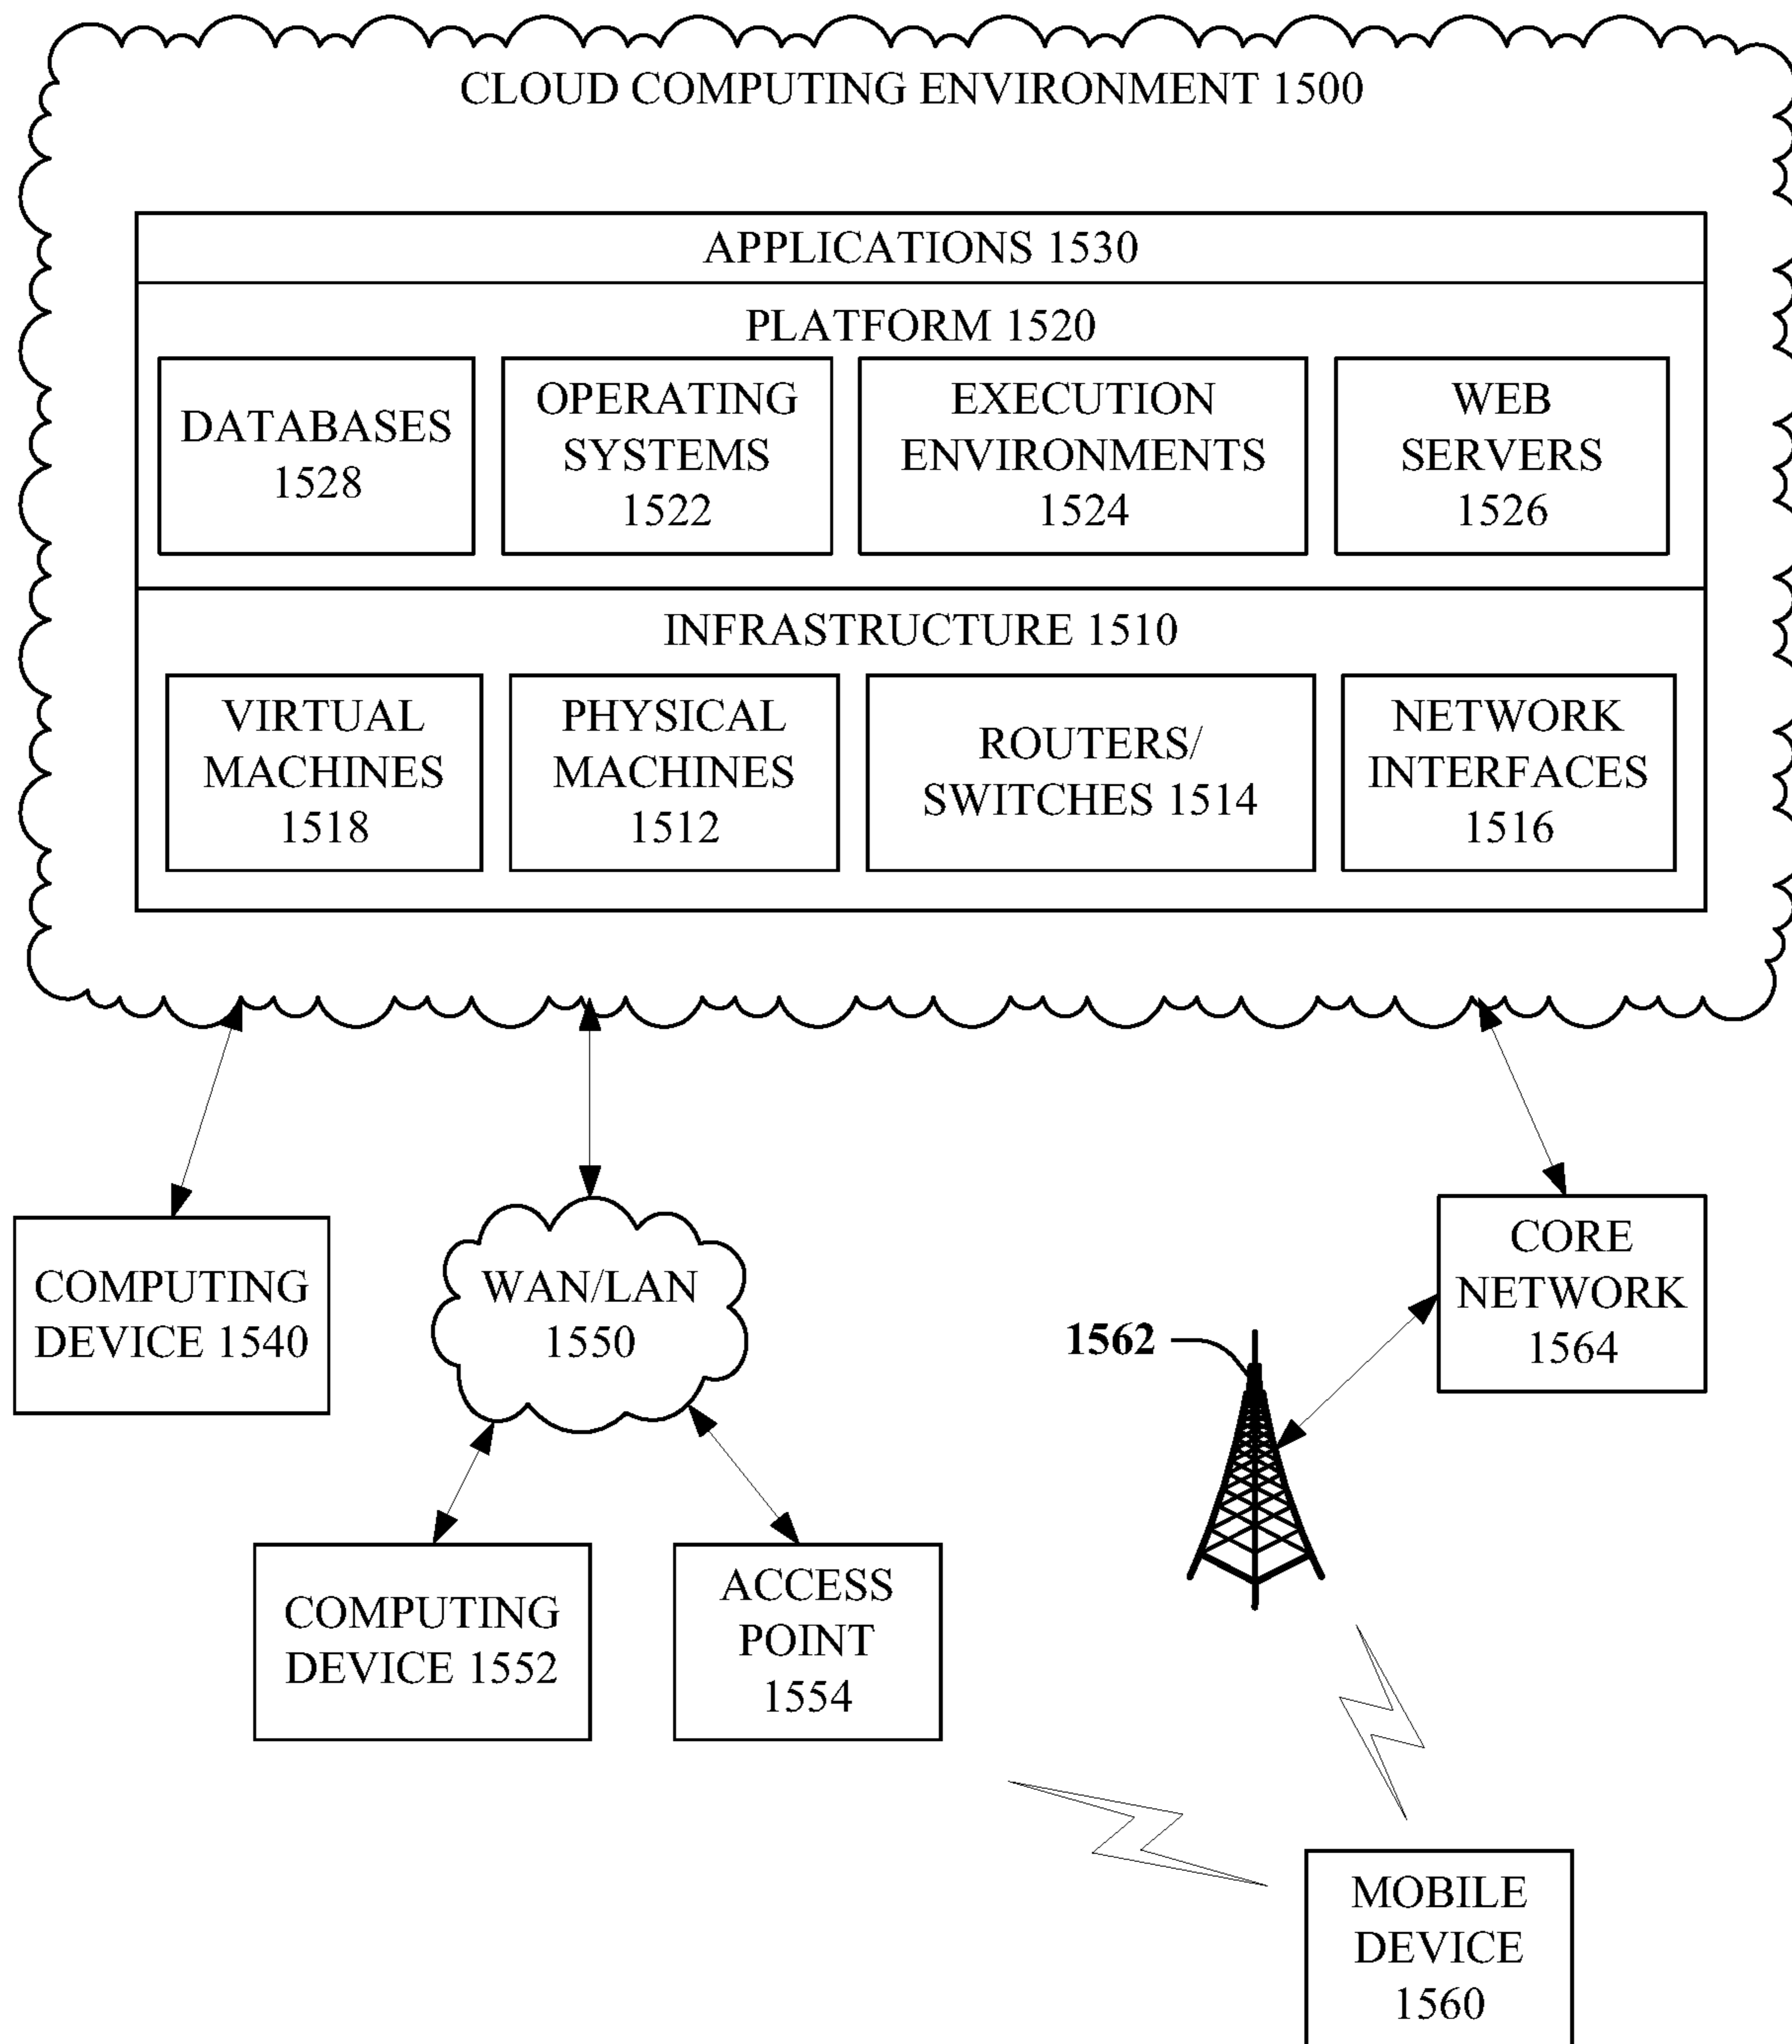 CLOUD COMPUTING ENVIRONMENT 1500
APPLICATIONS 1530
PLATFORM 1520
DATABASES
1528
OPERATING
SYSTEMS
1522
EXECUTION
ENVIRONMENTS
1524
WEB
SERVERS
1526
INFRASTRUCTURE 1510
VIRTUAL
MACHINES
1518
PHYSICAL
MACHINES
1512
ROUTERS/
SWITCHES 1514
NETWORK
INTERFACES
1516
COMPUTING
DEVICE 1540
WAN/LAN
1550
1562
CORE
NETWORK
1564
COMPUTING
DEVICE 1552
ACCESS
POINT
1554
MOBILE
DEVICE
1560